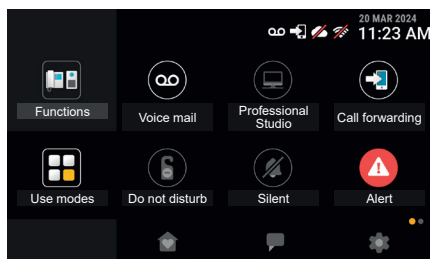 20 MAR 2024
11:23 AM
Functions
Voice mail
Professional
Studio
Call forwarding
Use modes
Do not disturb
Silent
Alert